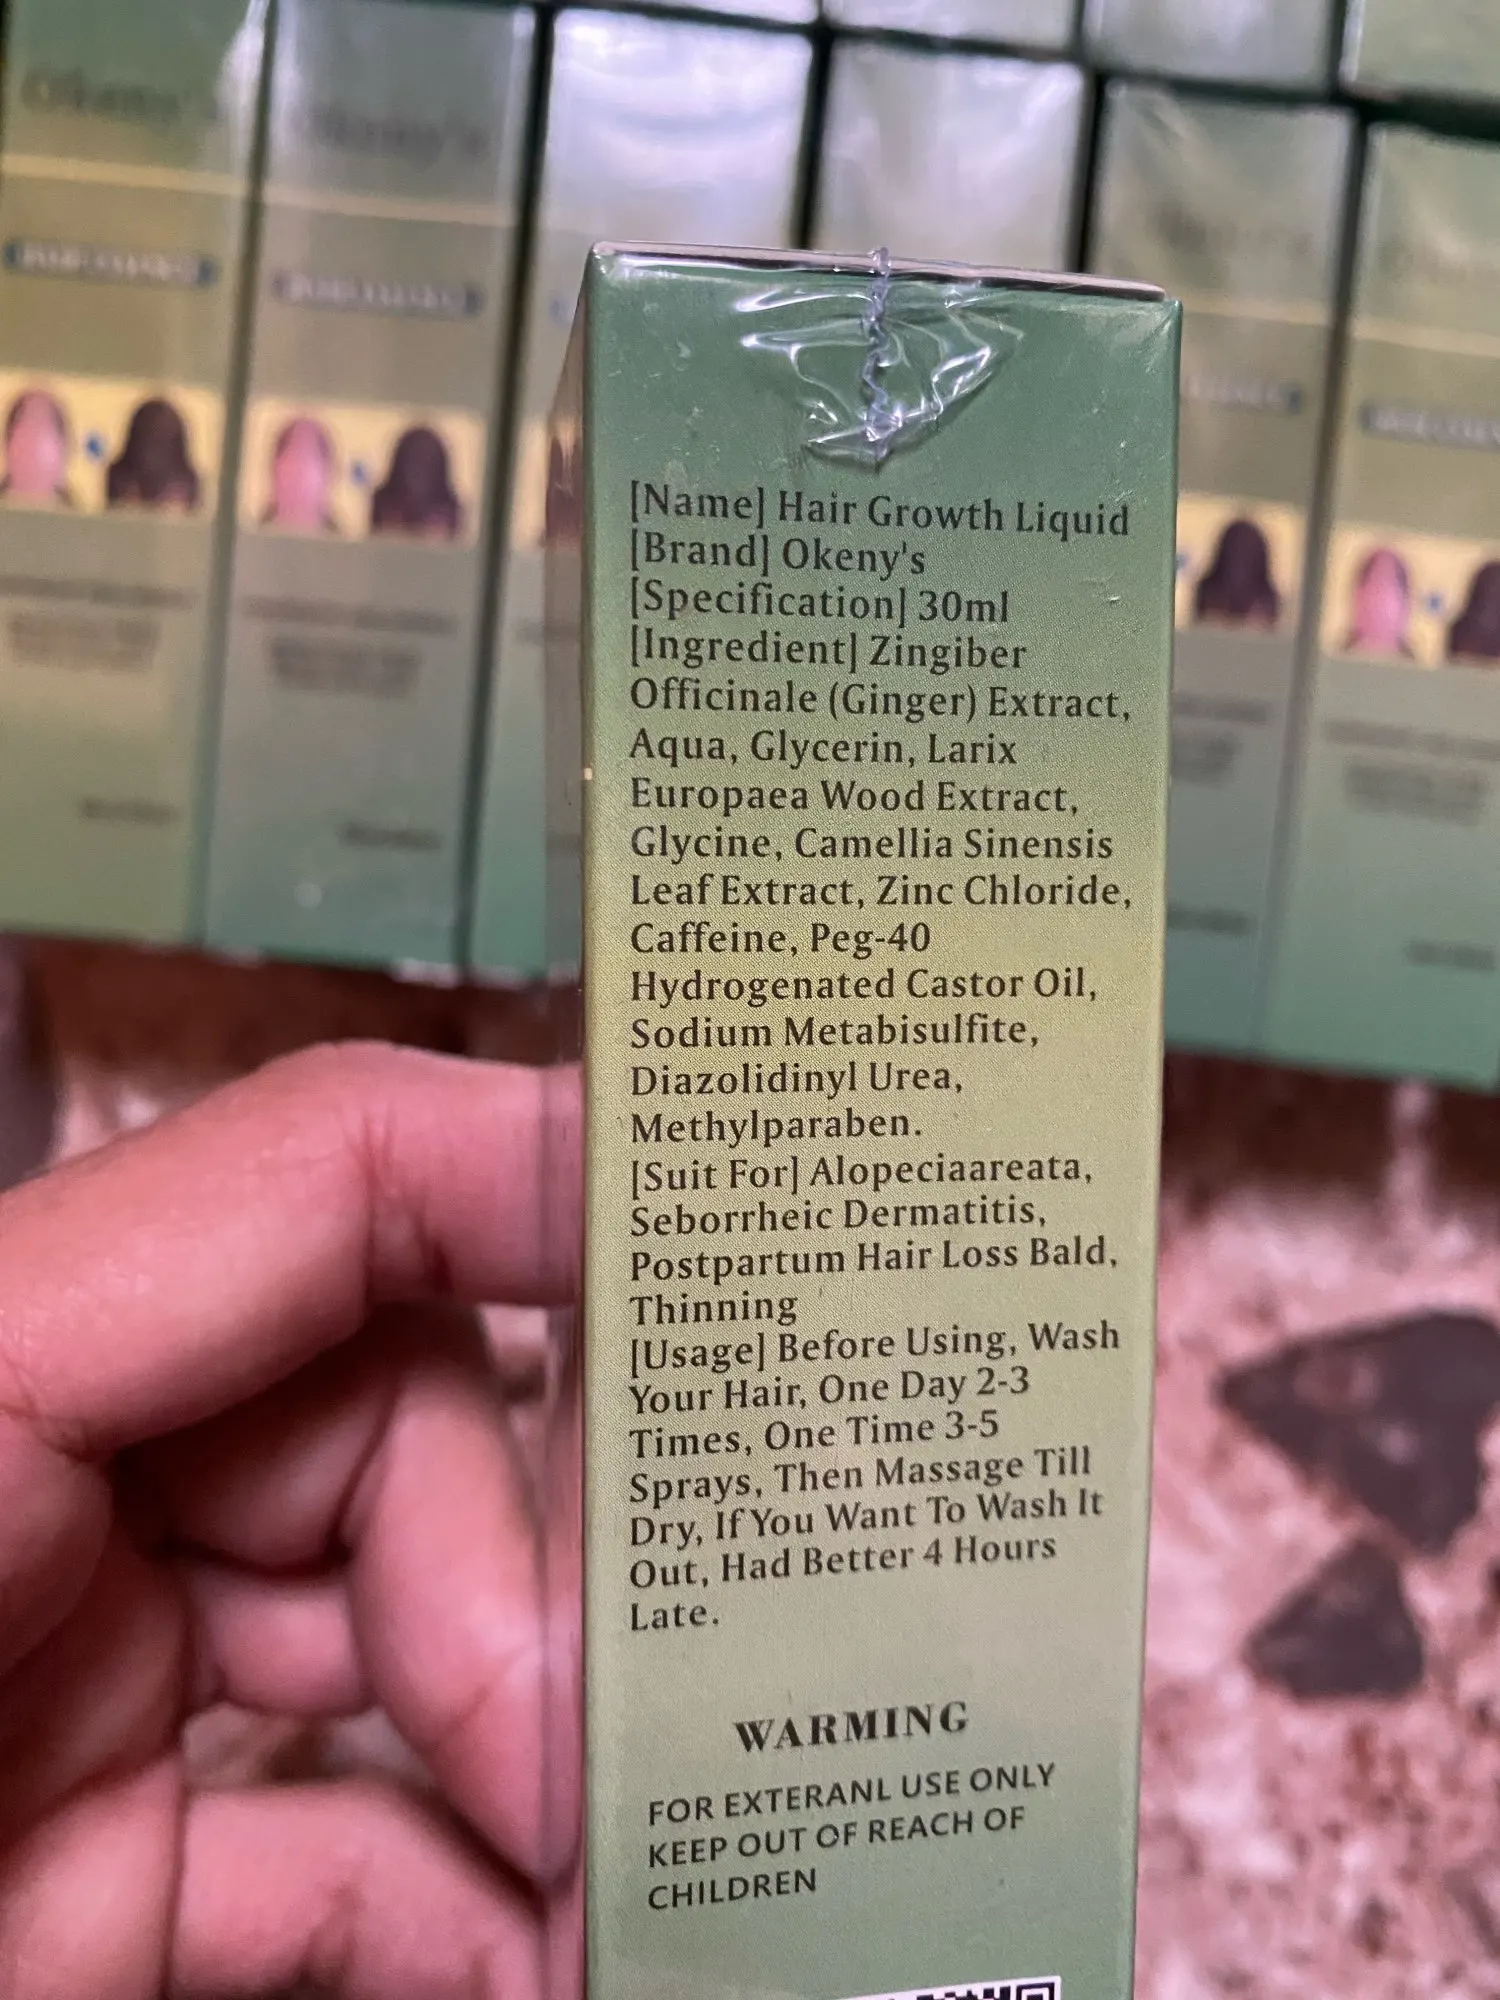 [Name] Hair Growth Liquid
[Brand] Okeny's
[Specification] 30ml
[Ingredient] Zingiber
Officinale (Ginger) Extract,
Aqua, Glycerin, Larix
Europaea Wood Extract,
Glycine, Camellia Sinensis
Leaf Extract, Zinc Chloride,
Caffeine, Peg-40
Hydrogenated Castor Oil,
Sodium Metabisulfite,
Diazolidinyl Urea,
Methylparaben.
[Suit For] Alopeciaareata,
Seborrheic Dermatitis,
Postpartum Hair Loss Bald,
Thinning
[Usage] Before Using, Wash
Your Hair, One Day 2-3
Times, One Time 3-5
Sprays, Then Massage Till
Dry, If You Want To Wash It
Out, Had Better 4 Hours
Late.
WARMING
FOR EXTERANL USE ONLY
KEEP OUT OF REACH OF
CHILDREN